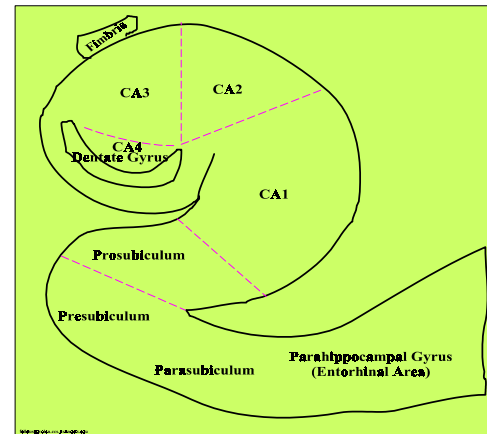 Fimbria
CA3
CA2
CA4
Dentate Gyrus
CA1
Prosubiculum
Presubiculum
Parasubiculum
Parahippocampal Gyrus
(Entorhinal Area)